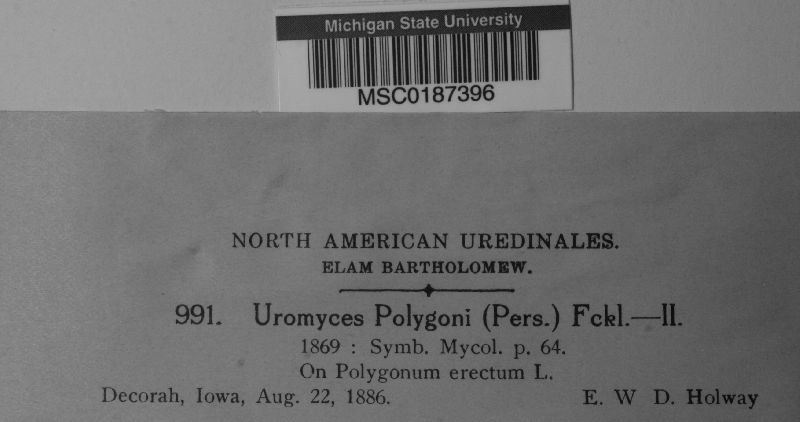 Michigan State University
MSC0187396
NORTH AMERICAN UREDINALES.
ELAM BARTHOLOMEW.
991. Uromyces Polygoni (Pers.) Fckl.—II.
1869 : Symb. Mycol. p. 64.
On Polygonum erectum L.
Decorah, Iowa, Aug. 22, 1886. E. W D. Holway